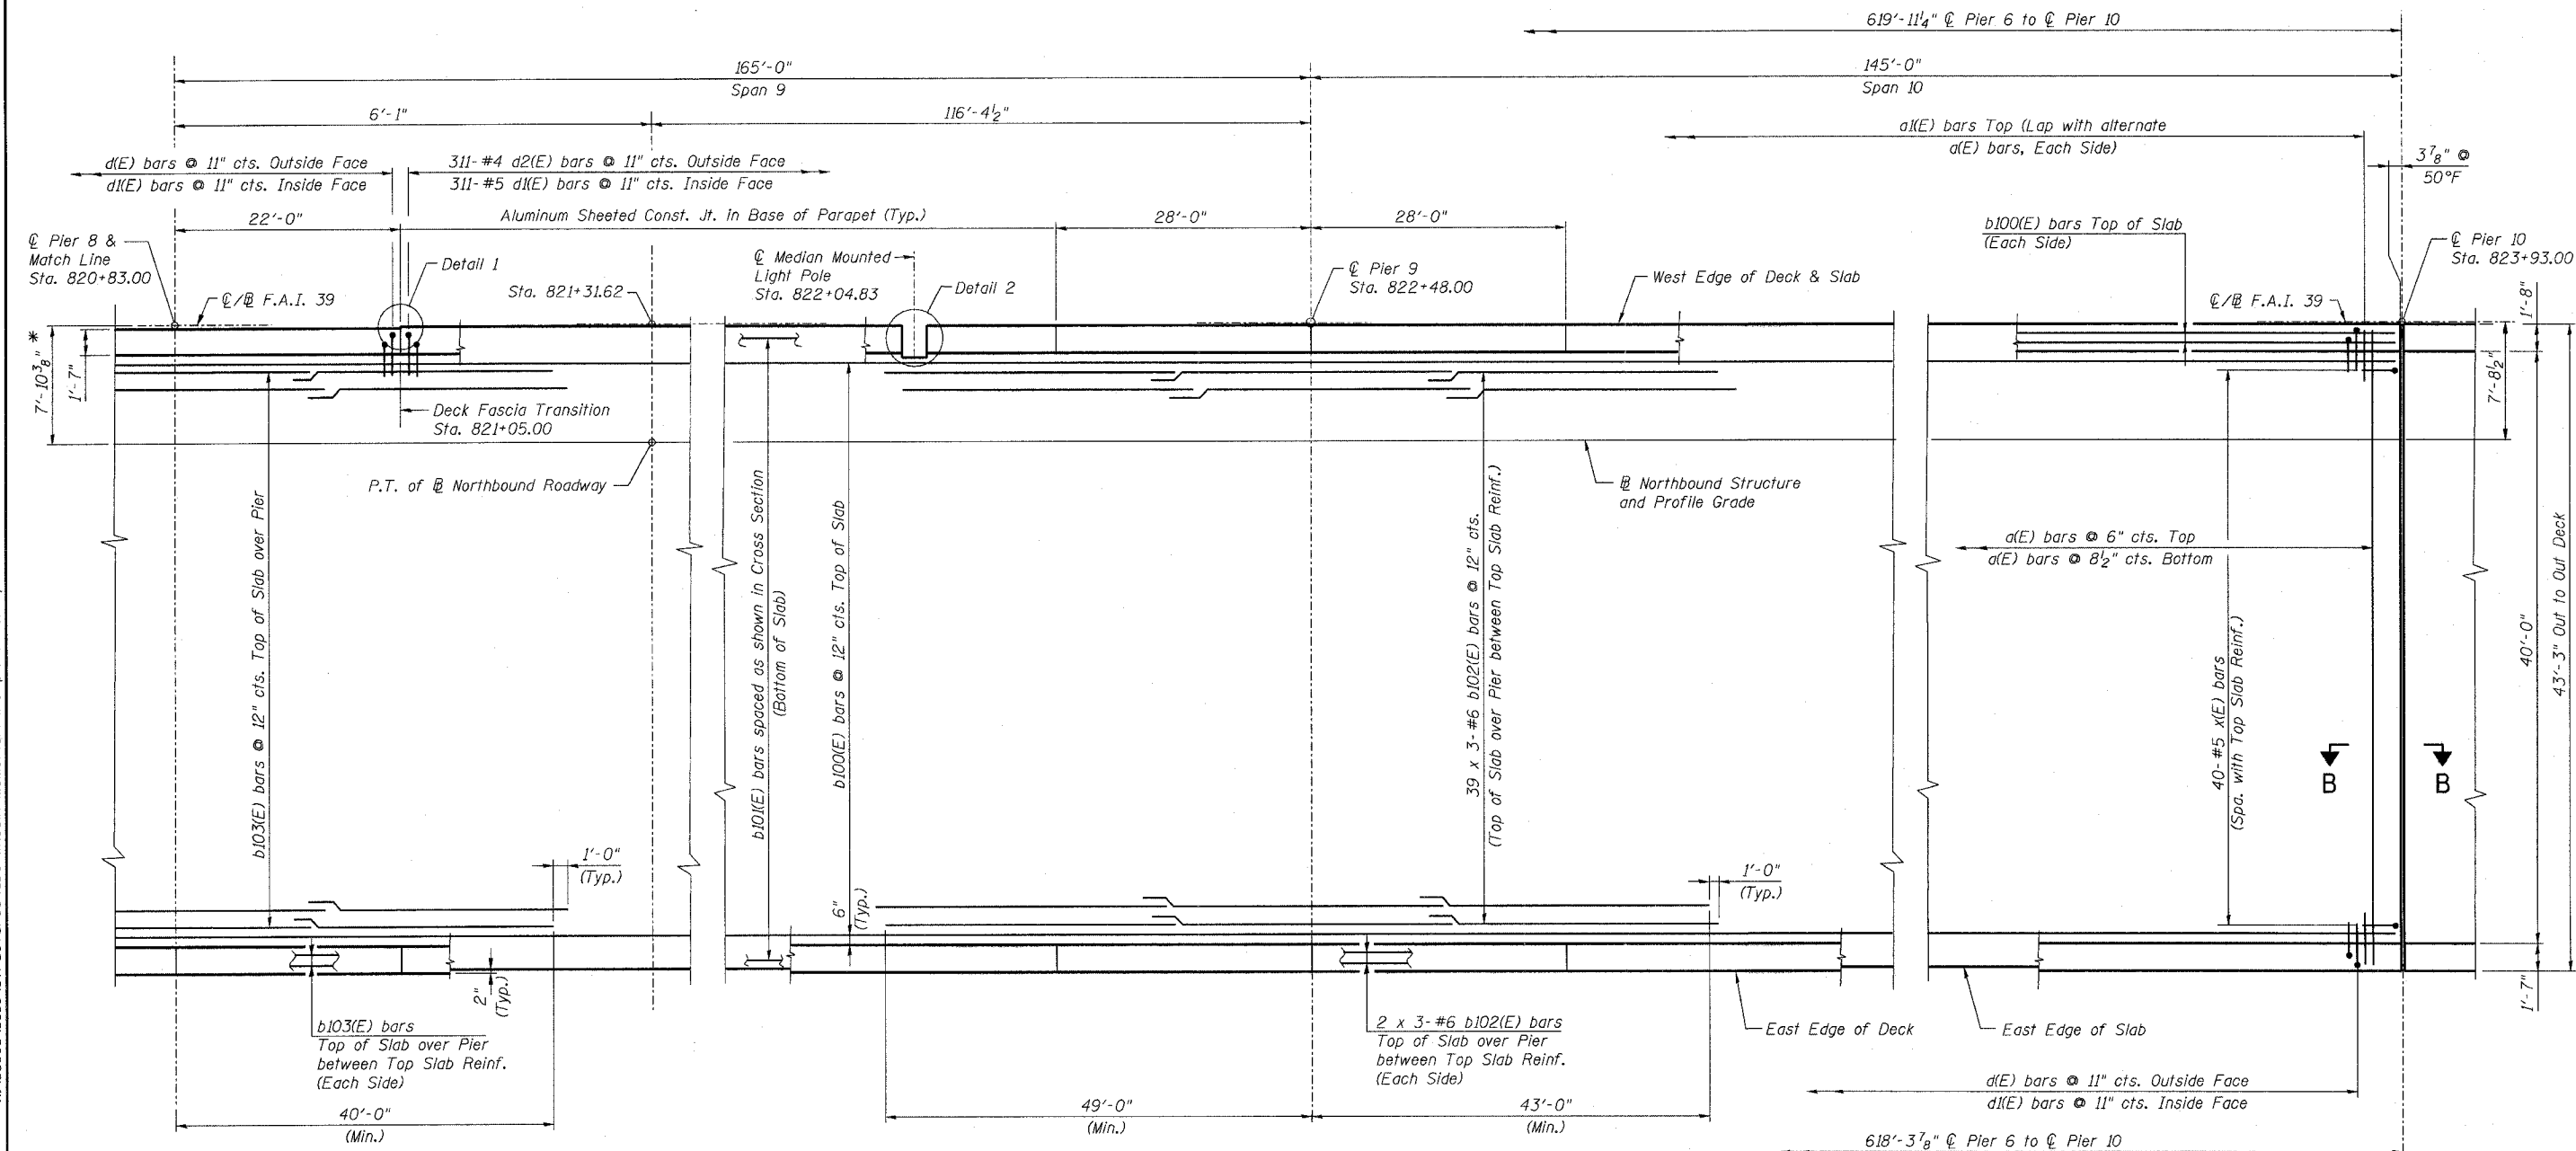 619'-11 1/4" ℄ Pier 6 to ℄ Pier 10
165'-0"
Span 9
145'-0"
Span 10
6'-1"
116'-4 1/2"
a1(E) bars Top (Lap with alternate
a(E) bars, Each Side)
3 7/8" @
50°F
d(E) bars @ 11" cts. Outside Face
d1(E) bars @ 11" cts. Inside Face
311-#4 d2(E) bars @ 11" cts. Outside Face
311-#5 d1(E) bars @ 11" cts. Inside Face
22'-0"
Aluminum Sheeted Const. Jt. in Base of Parapet (Typ.)
28'-0"
28'-0"
℄ Pier 8 &
Match Line
Sta. 820+83.00
℄/⅊ F.A.I. 39
Detail 1
Sta. 821+31.62
℄ Median Mounted
Light Pole
Sta. 822+04.83
Detail 2
℄ Pier 9
Sta. 822+48.00
West Edge of Deck & Slab
b100(E) bars Top of Slab
(Each Side)
℄/⅊ F.A.I. 39
℄ Pier 10
Sta. 823+93.00
7'-10 3/8" *
1'-7"
1'-8"
7'-8 1/2"
Deck Fascia Transition
Sta. 821+05.00
P.T. of ⅊ Northbound Roadway
⅊ Northbound Structure
and Profile Grade
b103(E) bars @ 12" cts. Top of Slab over Pier
b101(E) bars spaced as shown in Cross Section
(Bottom of Slab)
b100(E) bars @ 12" cts. Top of Slab
39 x 3-#6 b102(E) bars @ 12" cts.
(Top of Slab over Pier between Top Slab Reinf.)
a(E) bars @ 6" cts. Top
a(E) bars @ 8 1/2" cts. Bottom
40-#5 x(E) bars
(Spa. with Top Slab Reinf.)
B
B
40'-0"
43'-3" Out to Out Deck
1'-0"
(Typ.)
6"
(Typ.)
1'-0"
(Typ.)
2"
(Typ.)
1'-7"
b103(E) bars
Top of Slab over Pier
between Top Slab Reinf.
(Each Side)
2 x 3-#6 b102(E) bars
Top of Slab over Pier
between Top Slab Reinf.
(Each Side)
East Edge of Deck
East Edge of Slab
d(E) bars @ 11" cts. Outside Face
d1(E) bars @ 11" cts. Inside Face
40'-0"
(Min.)
49'-0"
(Min.)
43'-0"
(Min.)
618'-3 7/8" ℄ Pier 6 to ℄ Pier 10